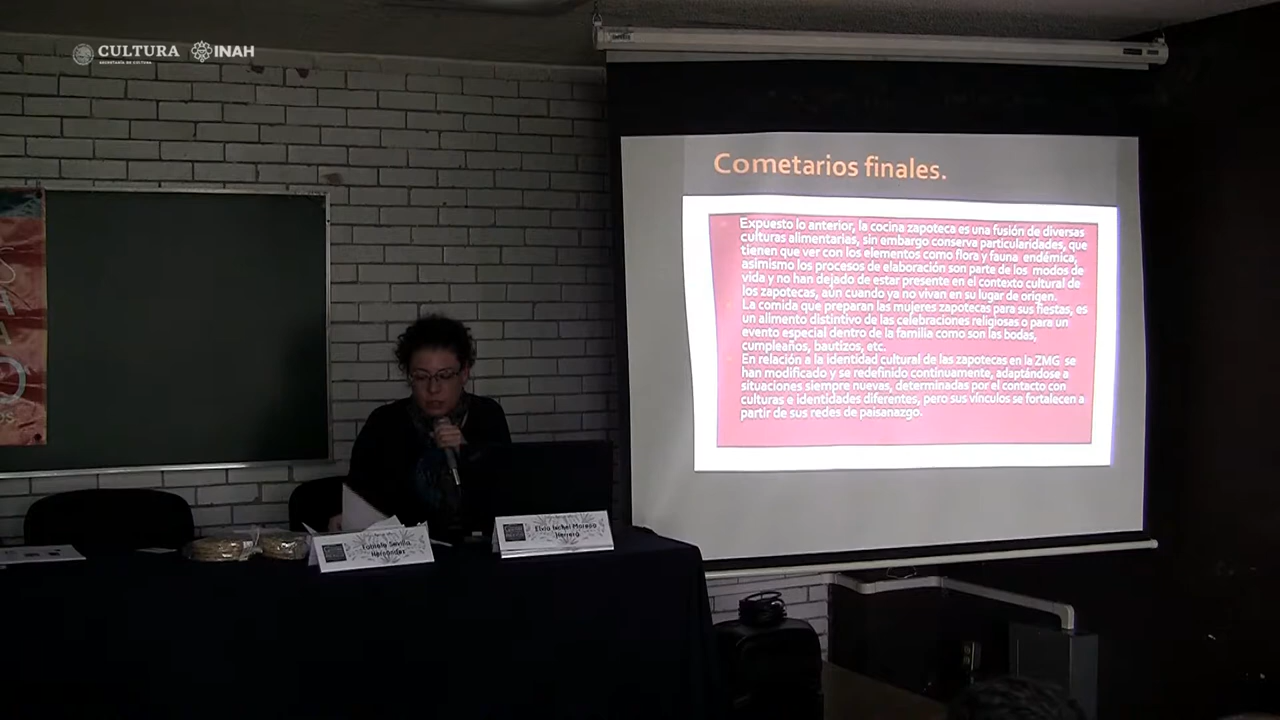 CULTURA
SECRETARÍA DE CULTURA
INAH
Cometarios finales.
Expuesto lo anterior, la cocina zapoteca es una fusión de diversas
culturas alimentarias, sin embargo conserva particularidades, que
tienen que ver con los elementos como flora y fauna endémica,
asimismo los procesos de elaboración son parte de los modos de
vida y no han dejado de estar presente en el contexto cultural de
los zapotecas, aún cuando ya no vivan en su lugar de origen.
La comida que preparan las mujeres zapotecas para sus fiestas, es
un alimento distintivo de las celebraciones religiosas o para un
evento especial dentro de la familia como son las bodas,
cumpleaños, bautizos, etc.
En relación a la identidad cultural de las zapotecas en la ZMG se
han modificado y se redefinido continuamente, adaptándose a
situaciones siempre nuevas, determinadas por el contacto con
culturas e identidades diferentes, pero sus vínculos se fortalecen a
partir de sus redes de paisanazgo.
Hernández
Moreno
Herrera